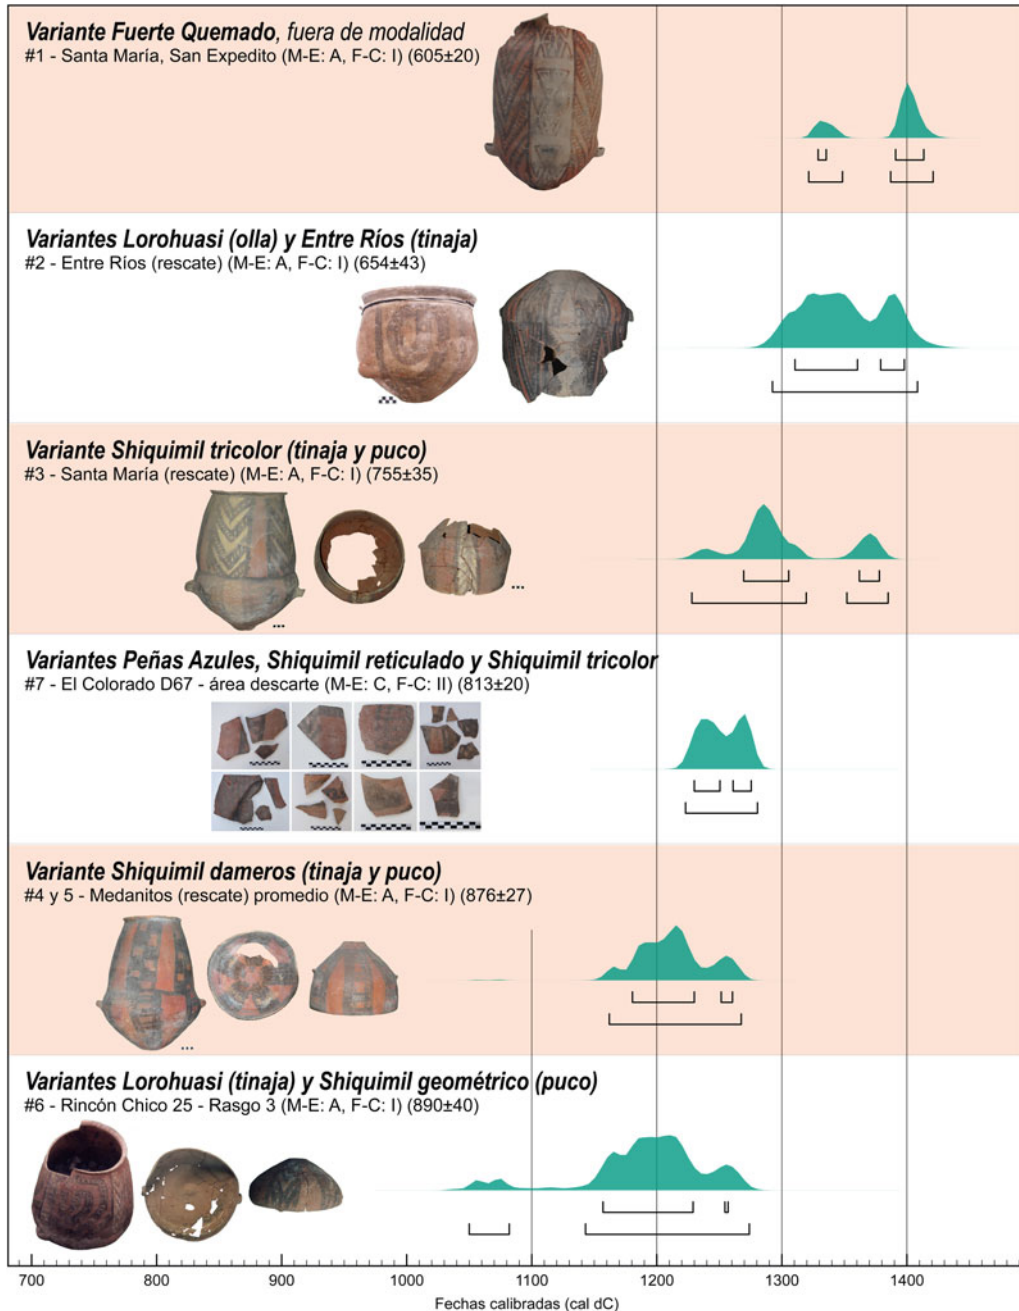 Variante Fuerte Quemado, fuera de modalidad
#1 - Santa María, San Expedito (M-E: A, F-C: I) (605±20)
Variantes Lorohuasi (olla) y Entre Ríos (tinaja)
#2 - Entre Ríos (rescate) (M-E: A, F-C: I) (654±43)
Variante Shiquimil tricolor (tinaja y puco)
#3 - Santa María (rescate) (M-E: A, F-C: I) (755±35)
Variantes Peñas Azules, Shiquimil reticulado y Shiquimil tricolor
#7 - El Colorado D67 - área descarte (M-E: C, F-C: II) (813±20)
Variante Shiquimil dameros (tinaja y puco)
#4 y 5 - Medanitos (rescate) promedio (M-E: A, F-C: I) (876±27)
Variantes Lorohuasi (tinaja) y Shiquimil geométrico (puco)
#6 - Rincón Chico 25 - Rasgo 3 (M-E: A, F-C: I) (890±40)
700 800 900 1000 1100 1200 1300 1400
Fechas calibradas (cal dC)